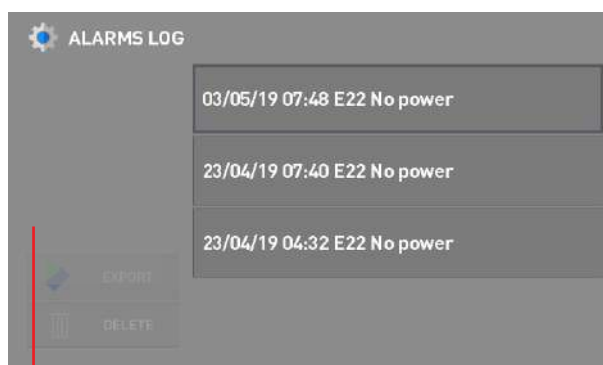 ALARMS LOG
03/05/19 07:48 E22 No power
23/04/19 07:40 E22 No power
23/04/19 04:32 E22 No power
EXPORT
DELETE